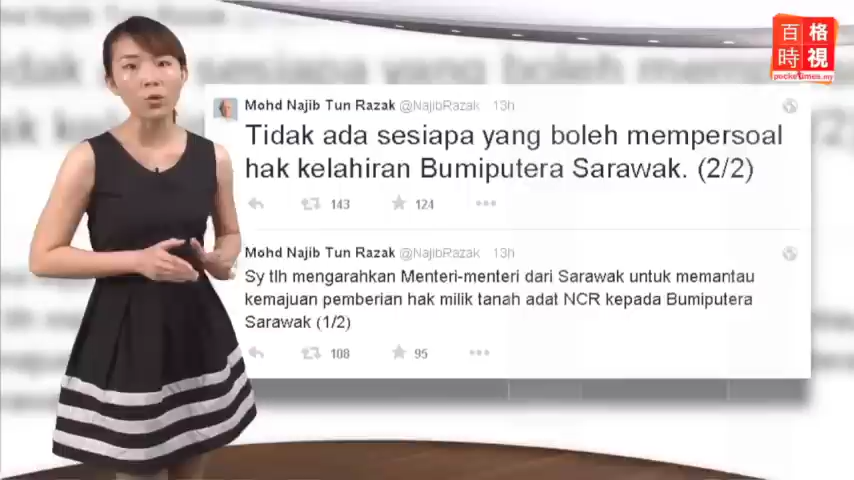 百格
時視
pocketimes.my
Mohd Najib Tun Razak @NajibRazak 13h
Tidak ada sesiapa yang boleh mempersoal
hak kelahiran Bumiputera Sarawak. (2/2)
143 124
Mohd Najib Tun Razak @NajibRazak 13h
Sy tlh mengarahkan Menteri-menteri dari Sarawak untuk memantau
kemajuan pemberian hak milik tanah adat NCR kepada Bumiputera
Sarawak (1/2)
108 95